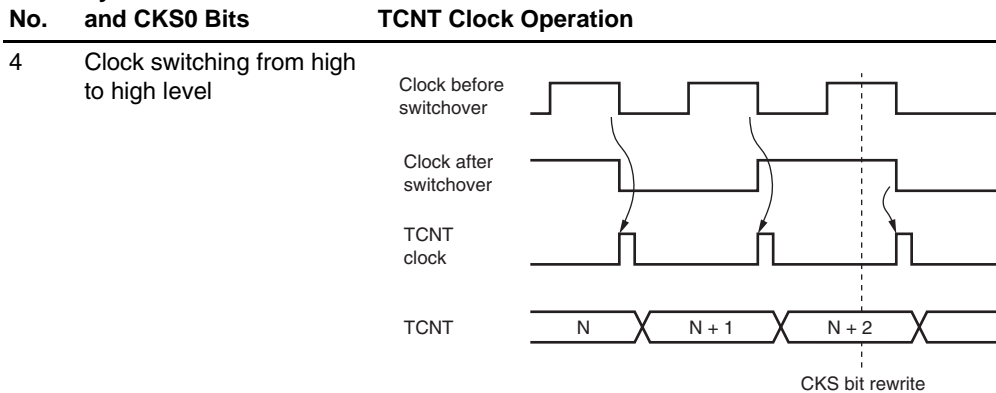 No. and CKS0 Bits TCNT Clock Operation
4 Clock switching from high
to high level
Clock before
switchover
Clock after
switchover
TCNT
clock
TCNT N N + 1 N + 2
CKS bit rewrite